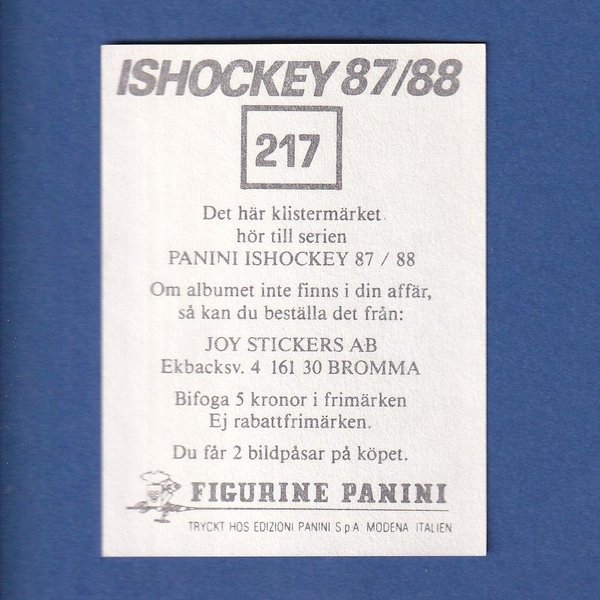 ISHOCKEY 87/88
217
Det här klistermärket
hör till serien
PANINI ISHOCKEY 87 / 88
Om albumet inte finns i din affär,
så kan du beställa det från:
JOY STICKERS AB
Ekbacksv. 4 161 30 BROMMA
Bifoga 5 kronor i frimärken
Ej rabattfrimärken.
Du får 2 bildpåsar på köpet.
FIGURINE PANINI
TRYCKT HOS EDIZIONI PANINI S p A MODENA ITALIEN